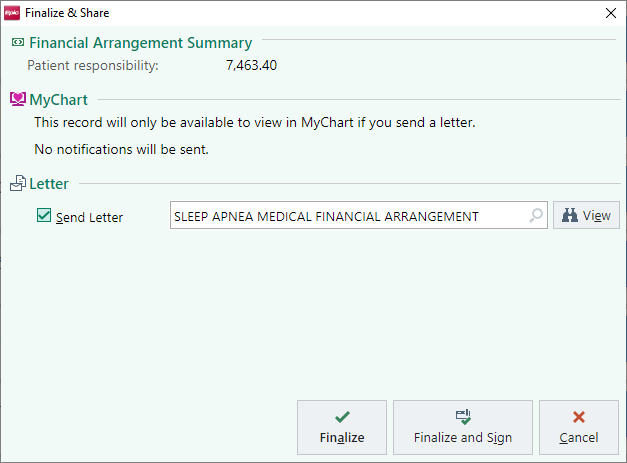 Epic Finalize & Share
Financial Arrangement Summary
Patient responsibility: 7,463.40
MyChart
This record will only be available to view in MyChart if you send a letter.
No notifications will be sent.
Letter
Send Letter SLEEP APNEA MEDICAL FINANCIAL ARRANGEMENT View
Finalize Finalize and Sign Cancel